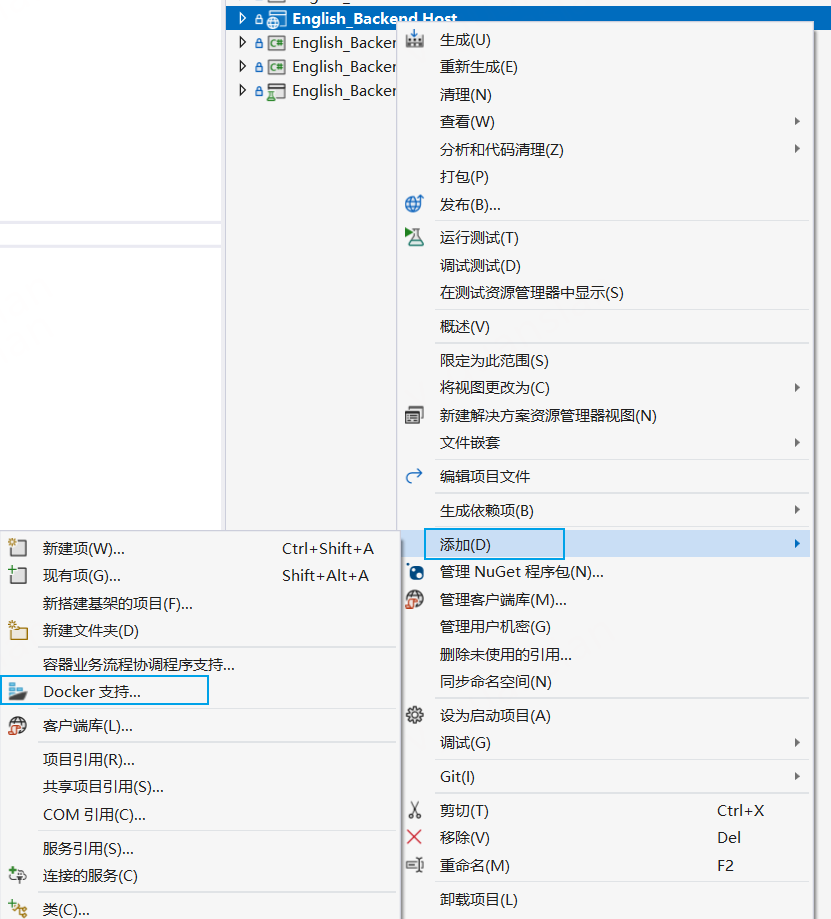 English_Backend.Host
English_Backer
English_Backer
English_Backer
生成(U)
重新生成(E)
清理(N)
查看(W)
分析和代码清理(Z)
打包(P)
发布(B)...
运行测试(T)
调试测试(D)
在测试资源管理器中显示(S)
概述(V)
限定为此范围(S)
将视图更改为(C)
新建解决方案资源管理器视图(N)
文件嵌套
编辑项目文件
生成依赖项(B)
添加(D)
管理 NuGet 程序包(N)...
管理客户端库(M)...
管理用户机密(G)
删除未使用的引用...
同步命名空间(N)
设为启动项目(A)
调试(G)
Git(I)
剪切(T) Ctrl+X
移除(V) Del
重命名(M) F2
卸载项目(L)
新建项(W)... Ctrl+Shift+A
现有项(G)... Shift+Alt+A
新搭建基架的项目(F)...
新建文件夹(D)
容器业务流程协调程序支持...
Docker 支持...
客户端库(L)...
项目引用(R)...
共享项目引用(S)...
COM 引用(C)...
服务引用(S)...
连接的服务(C)
类(C)...